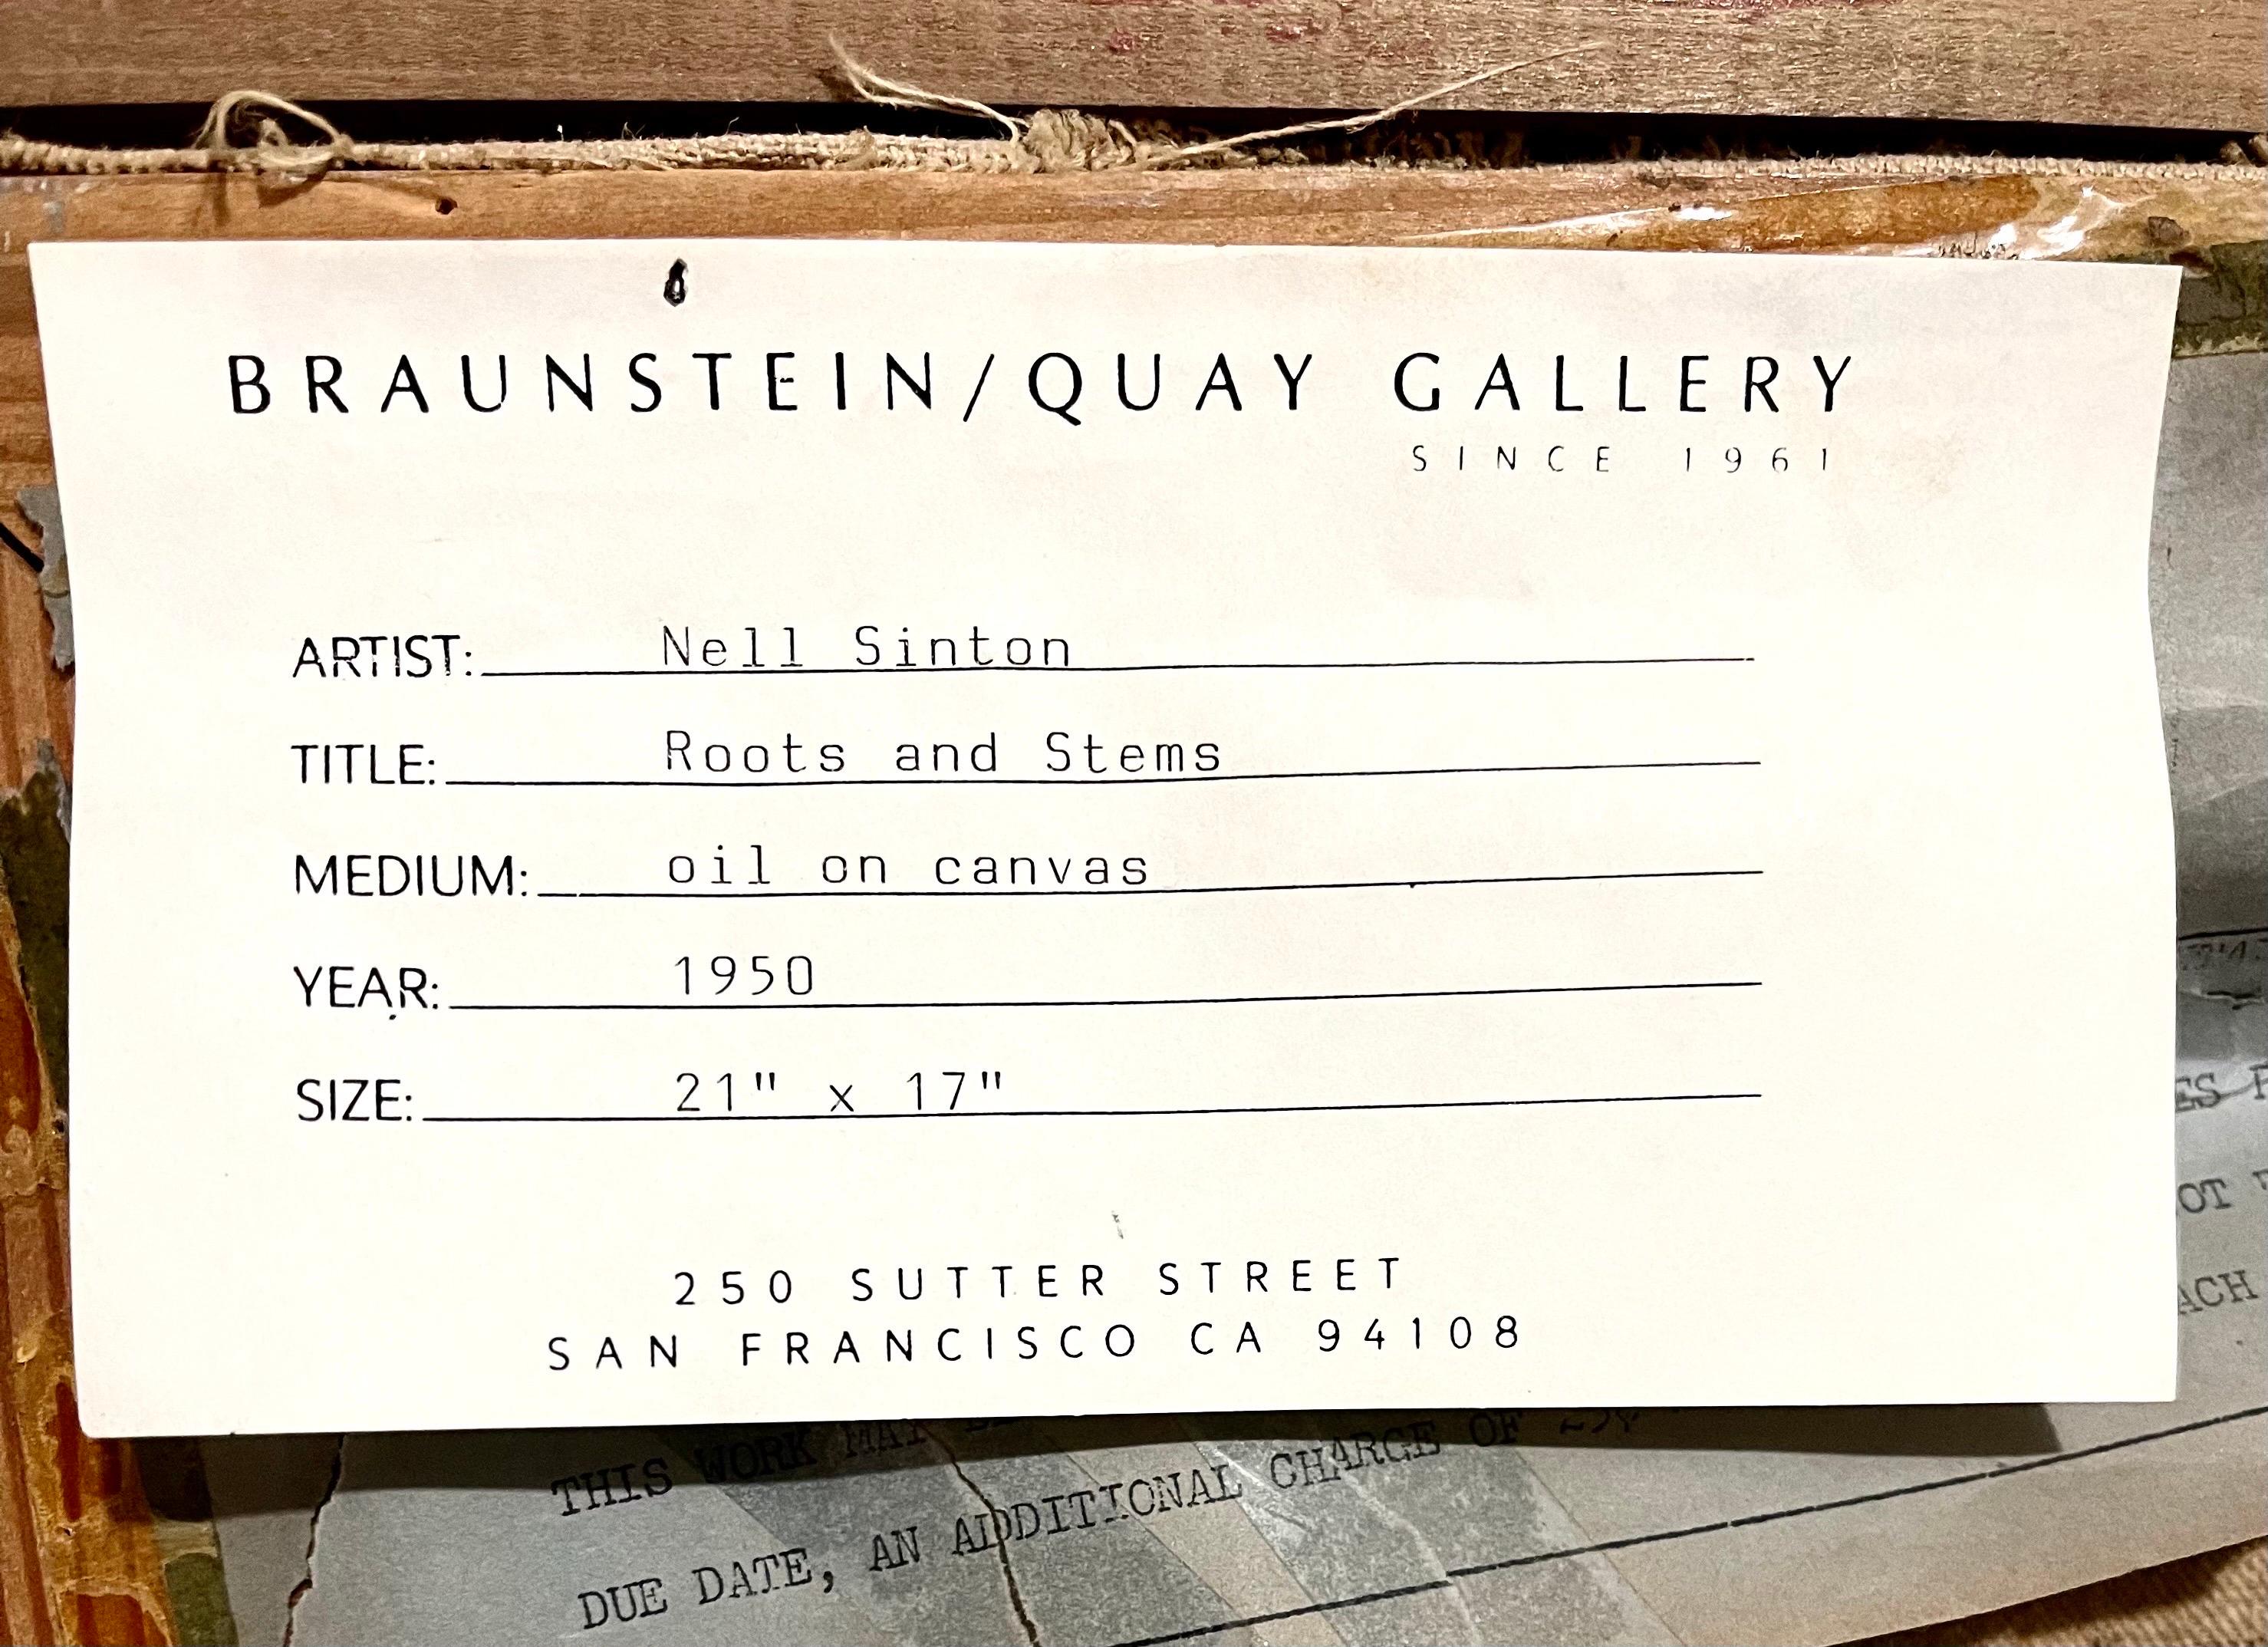 BRAUNSTEIN/QUAY GALLERY
SINCE 1961
ARTIST: Nell Sinton
TITLE: Roots and Stems
MEDIUM: oil on canvas
YEAR: 1950
SIZE: 21" x 17"
250 SUTTER STREET
SAN FRANCISCO CA 94108
THIS WORK MAY
DUE DATE, AN ADDITIONAL CHARGE OF